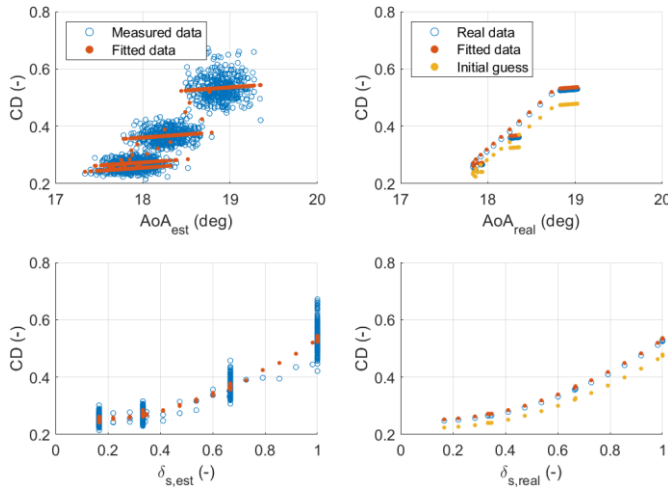 CD (-)
0.8
0.6
0.4
0.2
Measured data
Fitted data
17
18
19
20
AoA_est (deg)
CD (-)
0.8
0.6
0.4
0.2
Real data
Fitted data
Initial guess
17
18
19
20
AoA_real (deg)
CD (-)
0.8
0.6
0.4
0.2
0
0.2
0.4
0.6
0.8
1
δ_s,est (-)
CD (-)
0.8
0.6
0.4
0.2
0
0.2
0.4
0.6
0.8
1
δ_s,real (-)